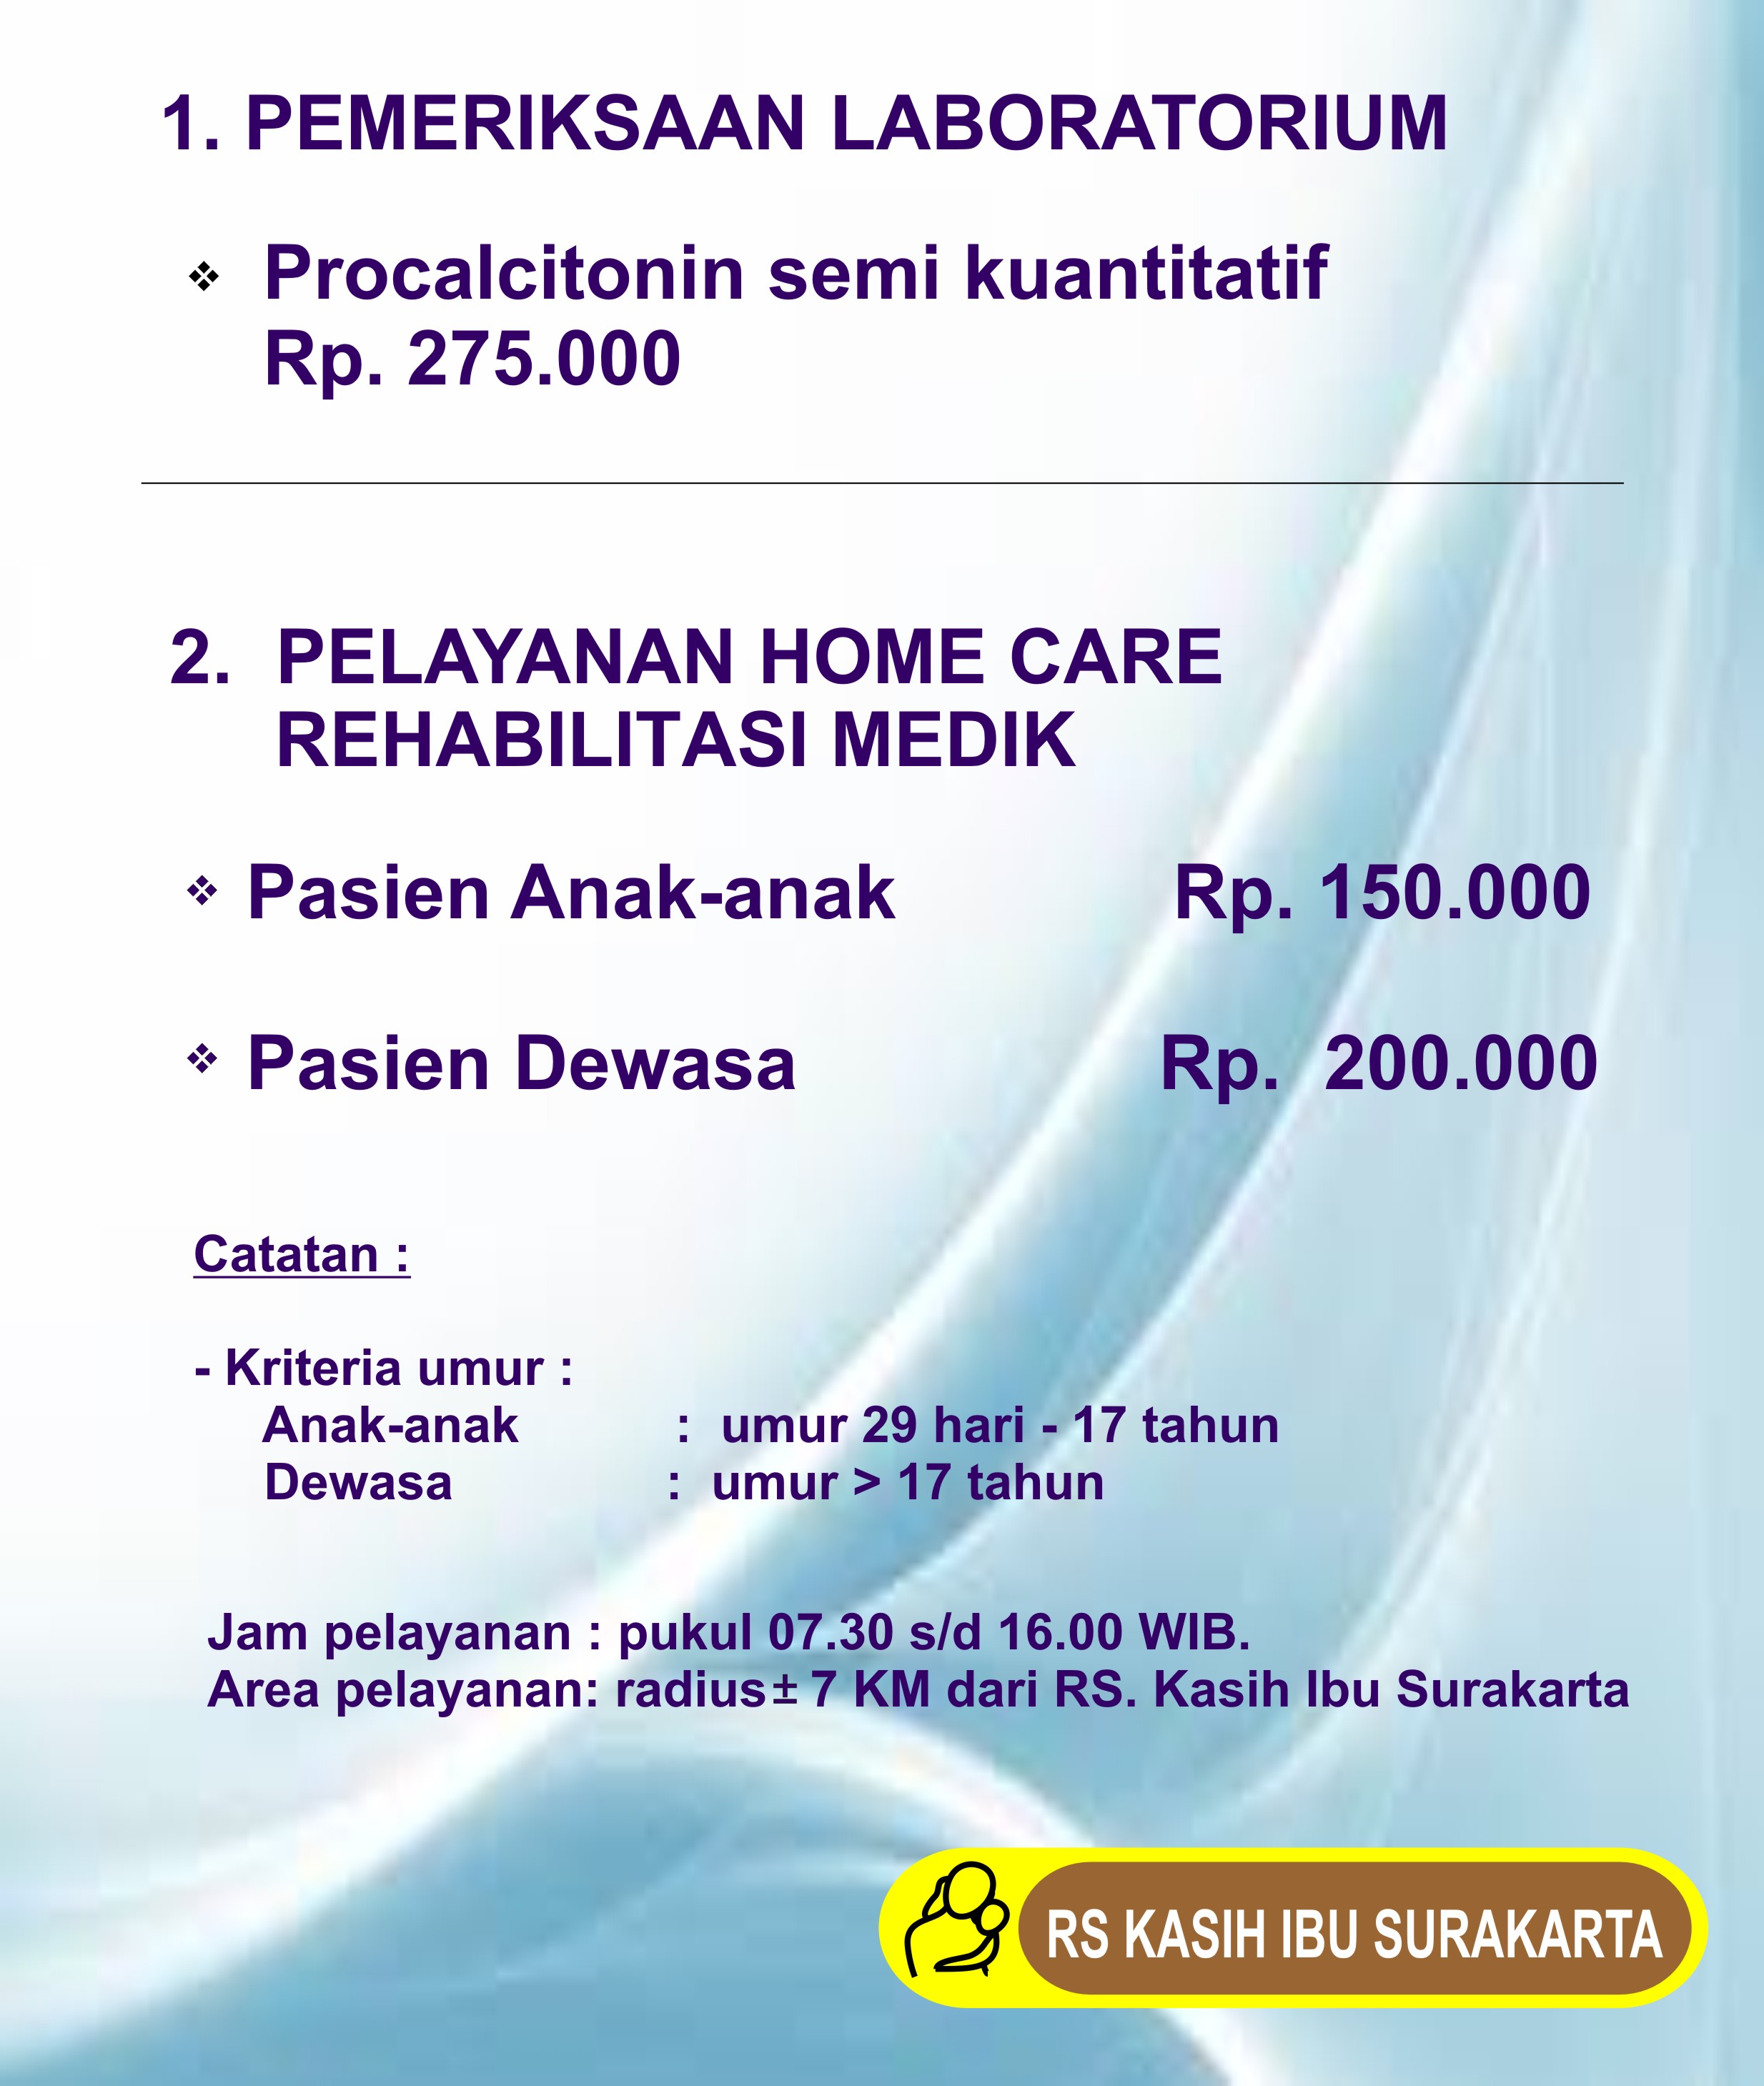 1. PEMERIKSAAN LABORATORIUM
❖ Procalcitonin semi kuantitatif
Rp. 275.000
2. PELAYANAN HOME CARE
REHABILITASI MEDIK
❖ Pasien Anak-anak Rp. 150.000
❖ Pasien Dewasa Rp. 200.000
Catatan :
- Kriteria umur :
Anak-anak : umur 29 hari - 17 tahun
Dewasa : umur > 17 tahun
Jam pelayanan : pukul 07.30 s/d 16.00 WIB.
Area pelayanan: radius ± 7 KM dari RS. Kasih Ibu Surakarta
RS KASIH IBU SURAKARTA